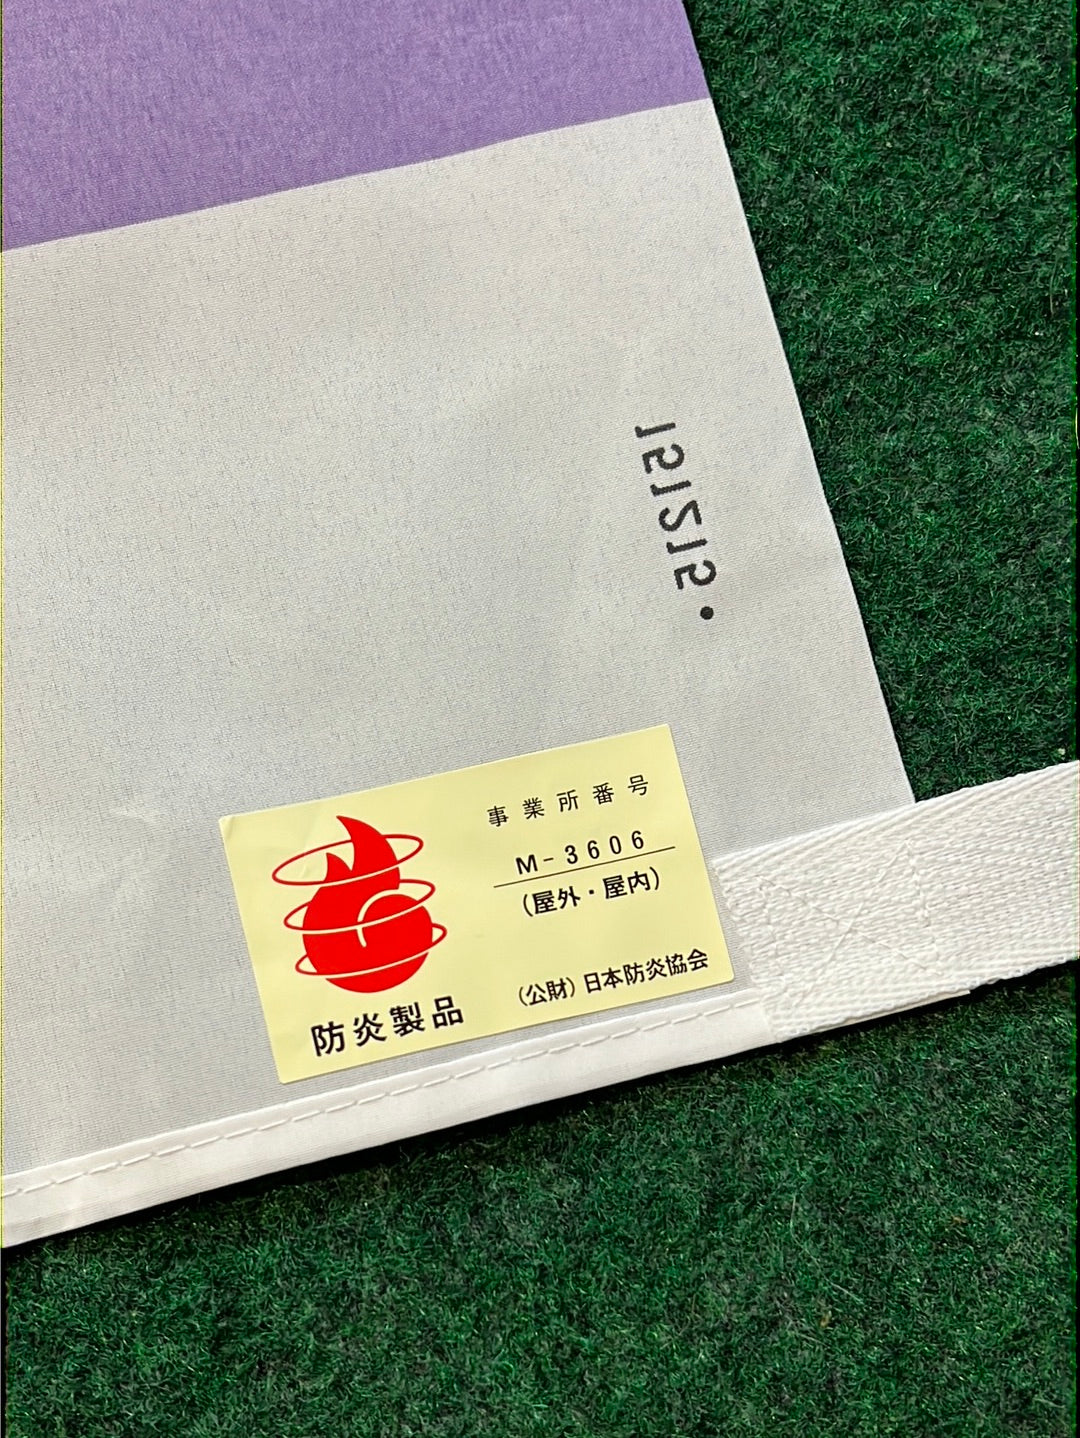 151215•
事業所番号
M-3606
(屋外・屋内)
(公財)日本防炎協会
防炎製品